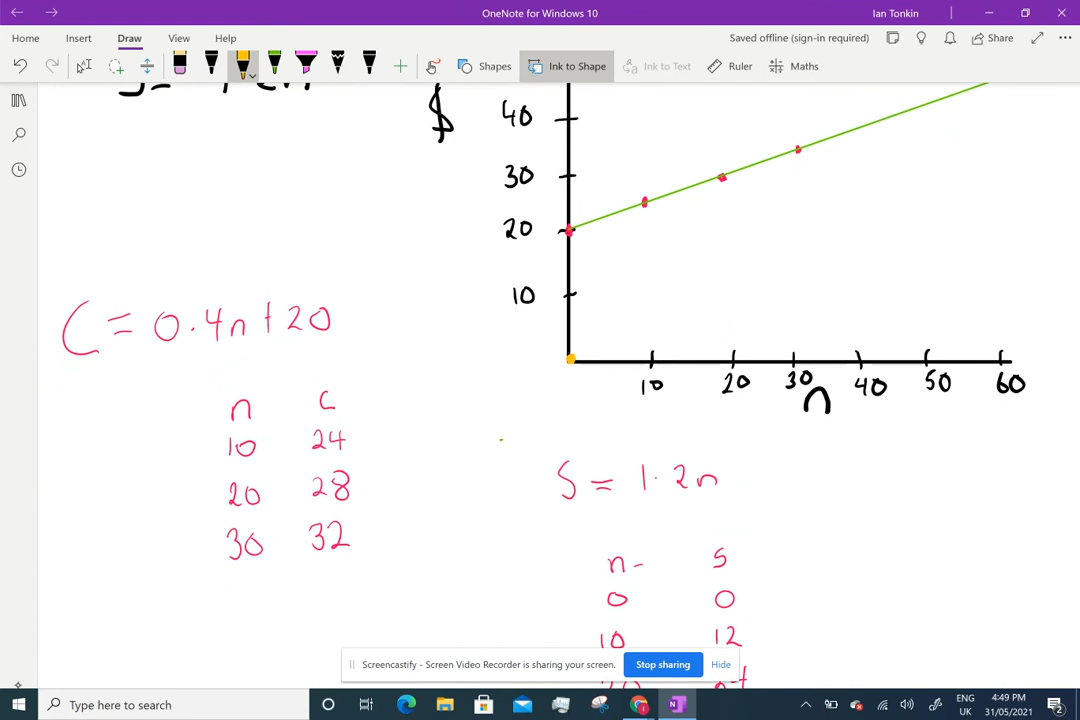 OneNote for Windows 10
Ian Tonkin
Home Insert Draw View Help
Saved offline (sign-in required)
Share
Shapes
Ink to Shape
Ink to Text
Ruler
Maths
$
40
30
20
10
10 20 30 40 50 60
n
C = 0.4n + 20
n C
10 24
20 28
30 32
S = 1.2n
n - S
0 0
10 12
Screencastify - Screen Video Recorder is sharing your screen.
Stop sharing
Hide
Type here to search
ENG
UK
4:49 PM
31/05/2021
2